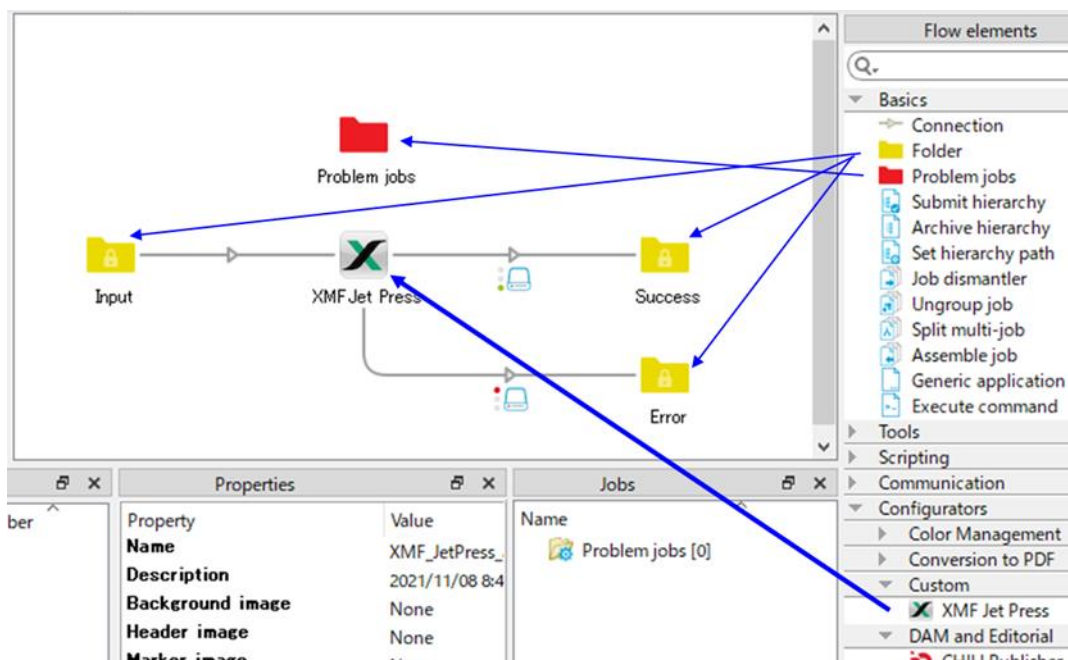 Problem jobs
Input
XMF Jet Press
Success
Error
Flow elements
Basics
Connection
Folder
Problem jobs
Submit hierarchy
Archive hierarchy
Set hierarchy path
Job dismantler
Ungroup job
Split multi-job
Assemble job
Generic application
Execute command
Tools
Scripting
Communication
Configurators
Color Management
Conversion to PDF
Custom
XMF Jet Press
DAM and Editorial
ber
Properties
Property Value
Name XMF_JetPress_
Description 2021/11/08 8:4
Background image None
Header image None
Jobs
Name
Problem jobs [0]